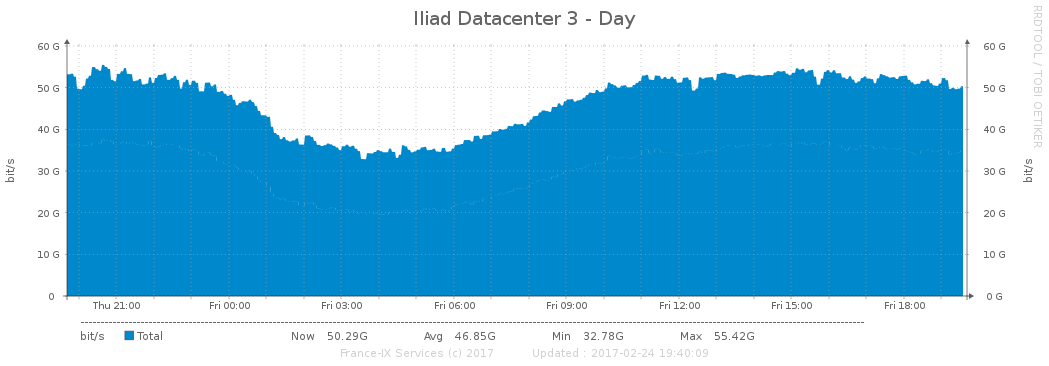 Iliad Datacenter 3 - Day
RRDTOOL / TOBI OETIKER
60 G 60 G
50 G 50 G
40 G 40 G
30 G 30 G
20 G 20 G
10 G 10 G
0 0 G
bit/s bit/s
Thu 21:00 Fri 00:00 Fri 03:00 Fri 06:00 Fri 09:00 Fri 12:00 Fri 15:00 Fri 18:00
bit/s Total Now 50.29G Avg 46.85G Min 32.78G Max 55.42G
France-IX Services (c) 2017 Updated : 2017-02-24 19:40:09